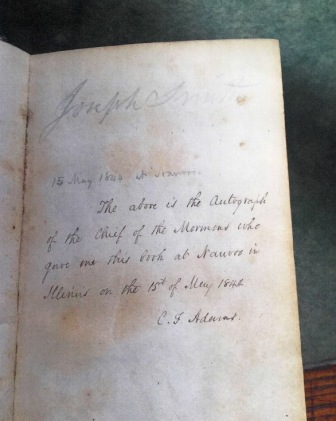 Joseph Smith
15 May 1844 At Nauvoo.
The above is the Autograph
of the Chief of the Mormons who
gave me this book at Nauvoo in
Illinois on the 15th of May 1844.
C. F Adams.